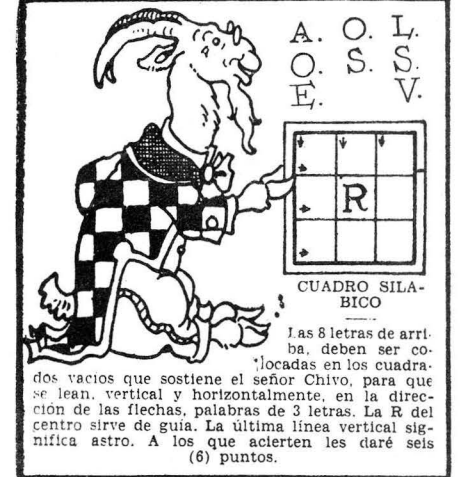 A. O. L.
O. S. S.
E. V.
R
CUADRO SILA-
BICO
Las 8 letras de arri-
ba, deben ser co-
locadas en los cuadra-
dos vacios que sostiene el señor Chivo, para que
se lean, vertical y horizontalmente, en la direc-
ción de las flechas, palabras de 3 letras. La R del
centro sirve de guía. La última línea vertical sig-
nifica astro. A los que acierten les daré seis
(6) puntos.